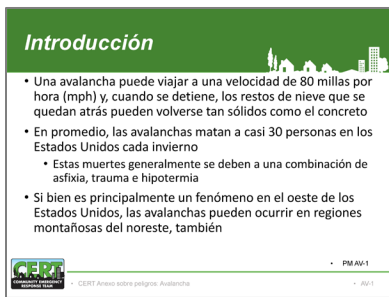 Introducción
• Una avalancha puede viajar a una velocidad de 80 millas por
hora (mph) y, cuando se detiene, los restos de nieve que se
quedan atrás pueden volverse tan sólidos como el concreto
• En promedio, las avalanchas matan a casi 30 personas en los
Estados Unidos cada invierno
• Estas muertes generalmente se deben a una combinación de
asfixia, trauma e hipotermia
• Si bien es principalmente un fenómeno en el oeste de los
Estados Unidos, las avalanchas pueden ocurrir en regiones
montañosas del noreste, también
• PM AV-1
CERT
COMMUNITY EMERGENCY
RESPONSE TEAM
• CERT Anexo sobre peligros: Avalancha
• AV-1